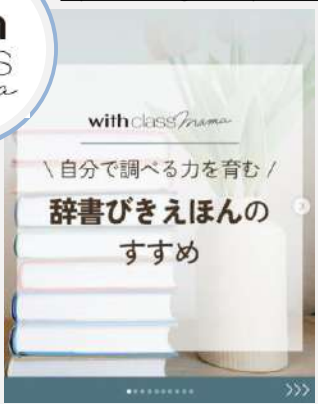 with class mama
\ 自分で調べる力を育む /
辞書びきえほんの
すすめ
>>>